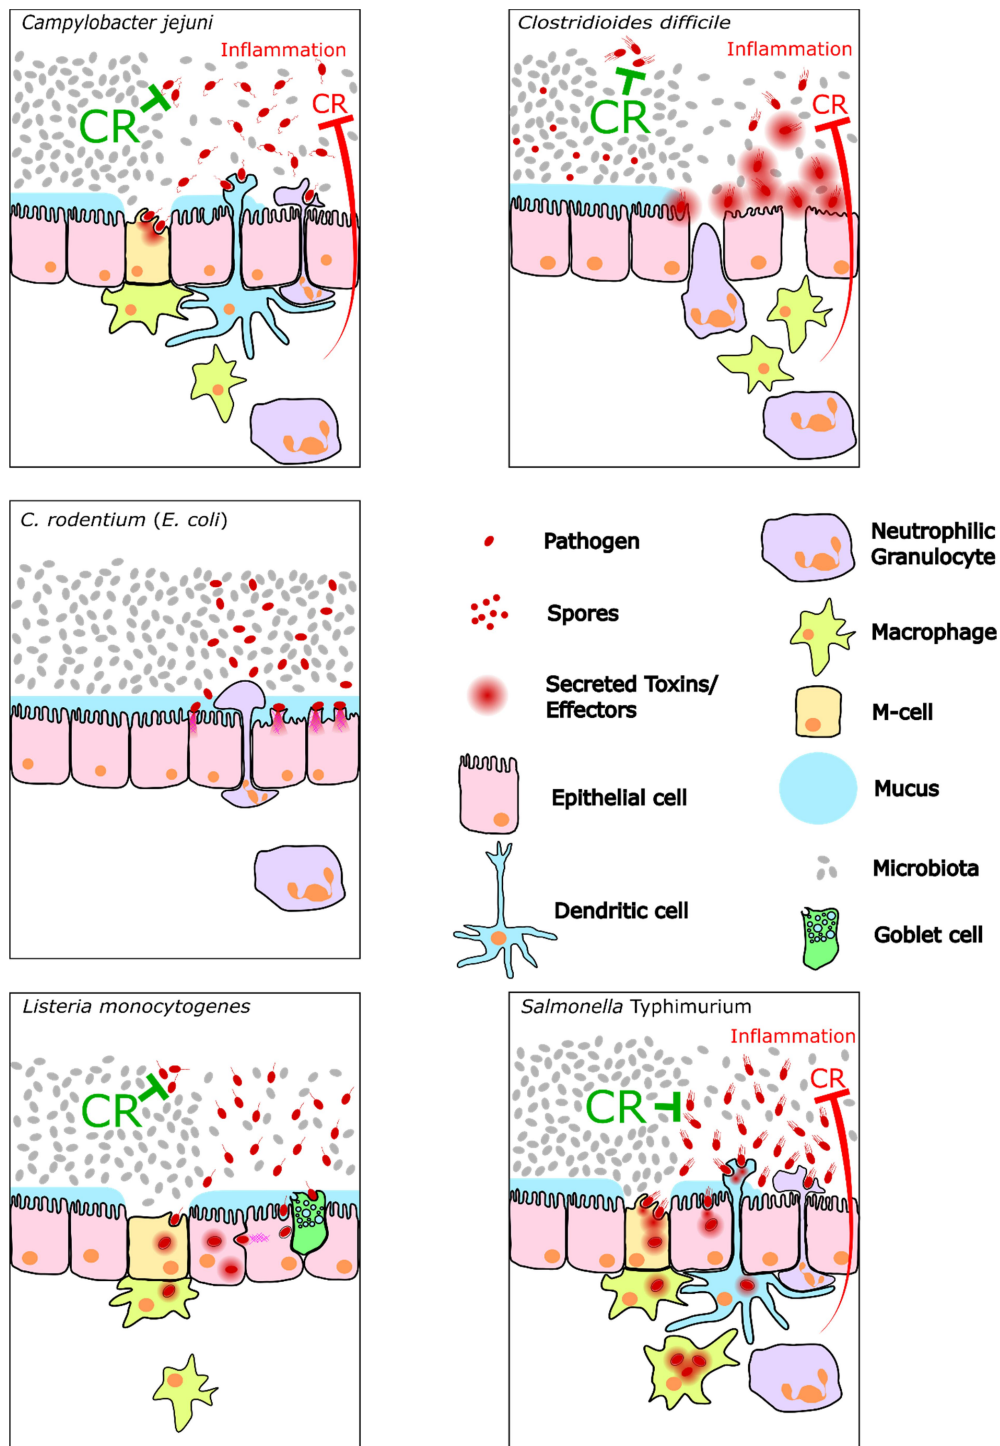 Campylobacter jejuni
Inflammation
CR
CR
Clostridioides difficile
Inflammation
CR
CR
C. rodentium (E. coli)
Pathogen
Spores
Secreted Toxins/
Effectors
Epithelial cell
Dendritic cell
Neutrophilic
Granulocyte
Macrophage
M-cell
Mucus
Microbiota
Goblet cell
Listeria monocytogenes
CR
Salmonella Typhimurium
Inflammation
CR
CR